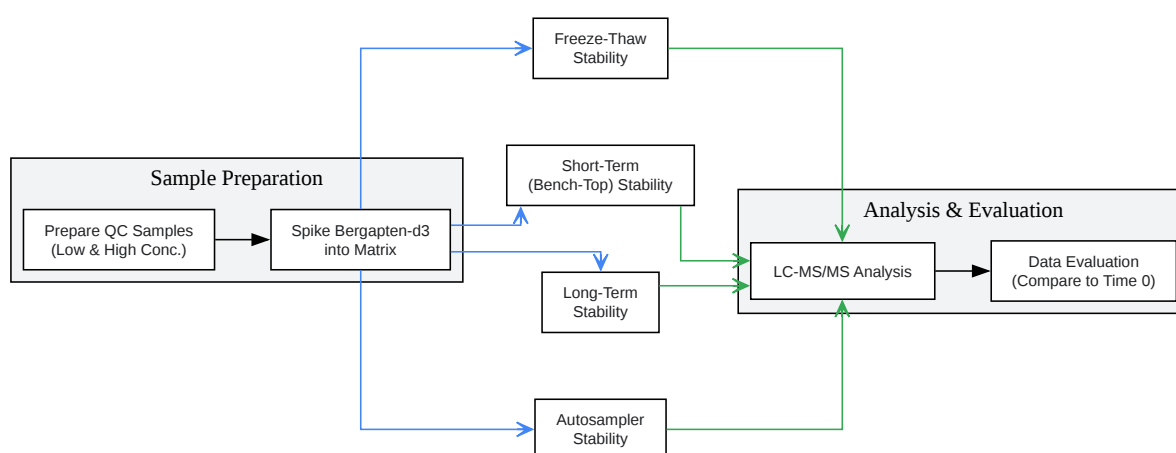 Sample Preparation
Prepare QC Samples
(Low & High Conc.)
Spike Bergapten-d3
into Matrix
Freeze-Thaw
Stability
Short-Term
(Bench-Top) Stability
Long-Term
Stability
Autosampler
Stability
Analysis & Evaluation
LC-MS/MS Analysis
Data Evaluation
(Compare to Time 0)